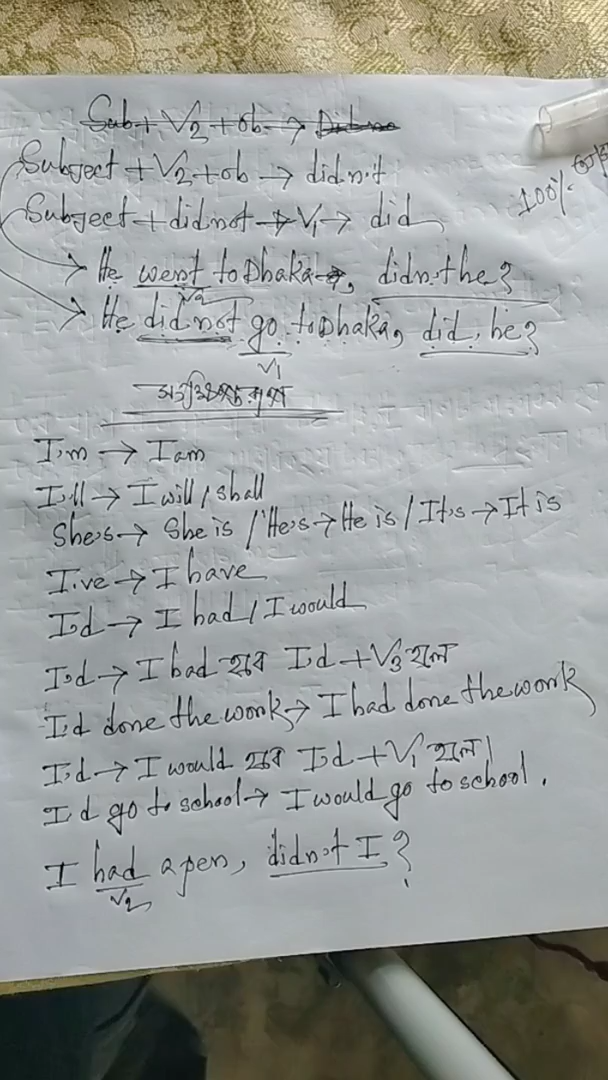 Sub + V2 + ob →
Subject + V2 + ob → didn't
Subject + didnot + V1 → did
100%
→ He went to Dhaka, didn't he?
V2
→ He did not go to Dhaka, did he?
V1
I'm → I am
I'll → I will / shall
She's → She is / He's → He is / It's → It is
I've → I have
I'd → I had / I would
I'd → I had হবে I'd + V3 হলে
I'd done the work → I had done the work
I'd → I would হবে I'd + V1 হলে।
I'd go to school → I would go to school.
I had a pen, didn't I?
V2